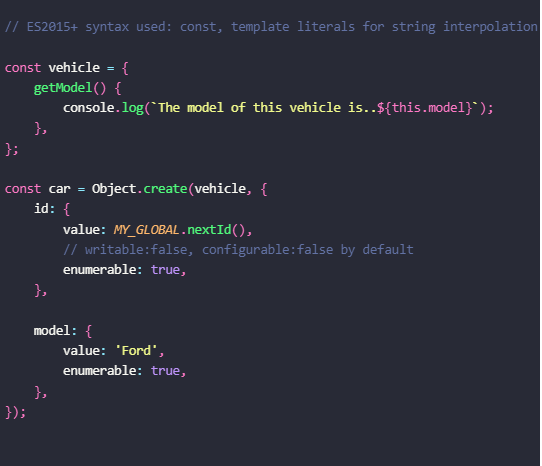 // ES2015+ syntax used: const, template literals for string interpolation
const vehicle = {
    getModel() {
        console.log(`The model of this vehicle is..${this.model}`);
    },
};
const car = Object.create(vehicle, {
    id: {
        value: MY_GLOBAL.nextId(),
        // writable:false, configurable:false by default
        enumerable: true,
    },
    model: {
        value: 'Ford',
        enumerable: true,
    },
});